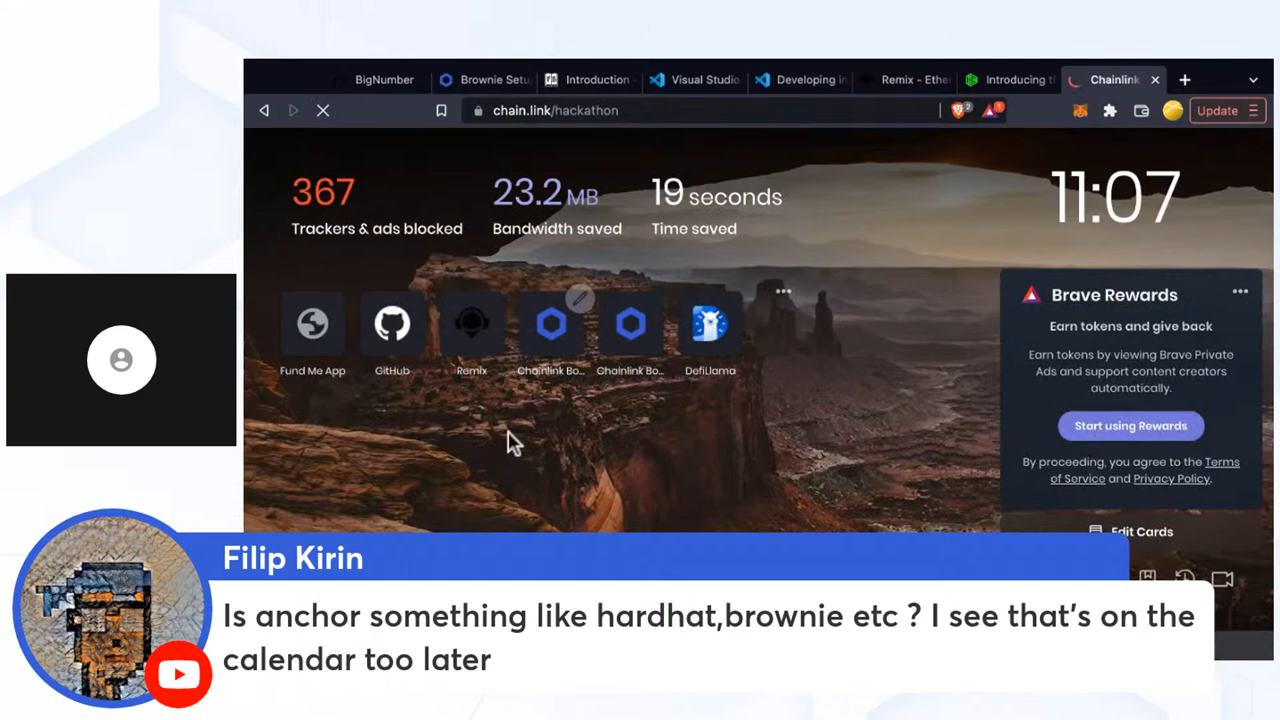 BigNumber
Brownie Setu
Introduction
Visual Studio
Developing in
Remix - Ethe
Introducing th
Chainlink
chain.link/hackathon
2
1
Update
367
Trackers & ads blocked
23.2 MB
Bandwidth saved
19 seconds
Time saved
11:07
Fund Me App
GitHub
Remix
Chainlink Bo...
Chainlink Bo...
DefiLlama
Brave Rewards
Earn tokens and give back
Earn tokens by viewing Brave Private
Ads and support content creators
automatically.
Start using Rewards
By proceeding, you agree to the Terms
of Service and Privacy Policy.
Edit Cards
Filip Kirin
Is anchor something like hardhat,brownie etc ? I see that's on the
calendar too later